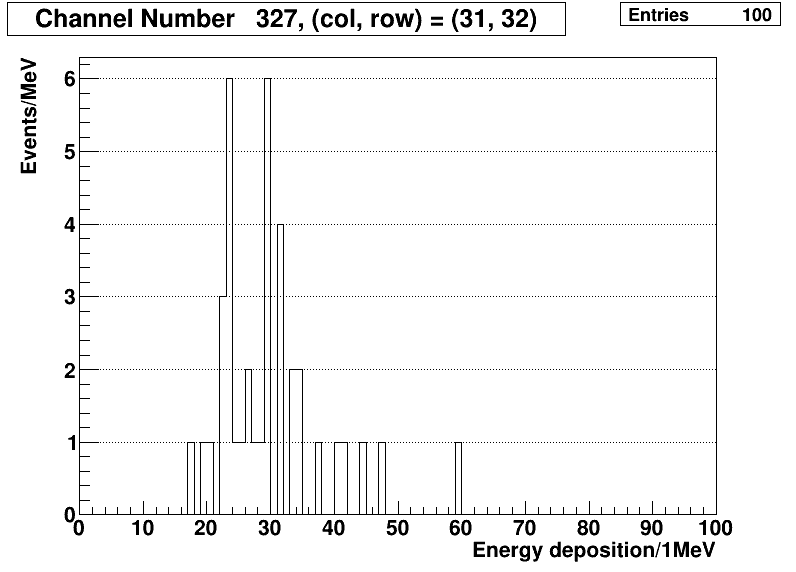 Channel Number 327, (col, row) = (31, 32)
Entries 100
Events/MeV
6
5
4
3
2
1
0
0 10 20 30 40 50 60 70 80 90 100
Energy deposition/1MeV